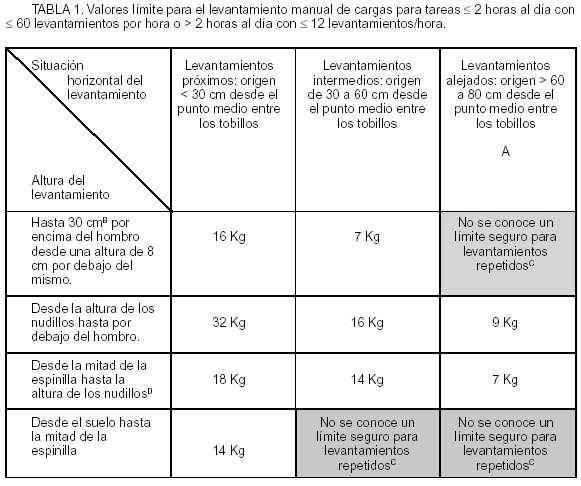 TABLA 1. Valores límite para el levantamiento manual de cargas para tareas ≤ 2 horas al día con
≤ 60 levantamientos por hora o > 2 horas al día con ≤ 12 levantamientos/hora.
Situación
horizontal del
levantamiento
Altura del
levantamiento
Levantamientos
próximos: origen
< 30 cm desde el
punto medio entre
los tobillos
Levantamientos
intermedios: origen
de 30 a 60 cm desde
el punto medio entre
los tobillos
Levantamientos
alejados: origen > 60
a 80 cm desde el
punto medio entre
los tobillos
A
Hasta 30 cmᴮ por
encima del hombro
desde una altura de 8
cm por debajo del
mismo.
16 Kg
7 Kg
No se conoce un
límite seguro para
levantamientos
repetidosC
Desde la altura de los
nudillos hasta por
debajo del hombro.
32 Kg
16 Kg
9 Kg
Desde la mitad de la
espinilla hasta la
altura de los nudillosᴰ
18 Kg
14 Kg
7 Kg
Desde el suelo hasta
la mitad de la
espinilla
14 Kg
No se conoce un
límite seguro para
levantamientos
repetidosC
No se conoce un
límite seguro para
levantamientos
repetidosC